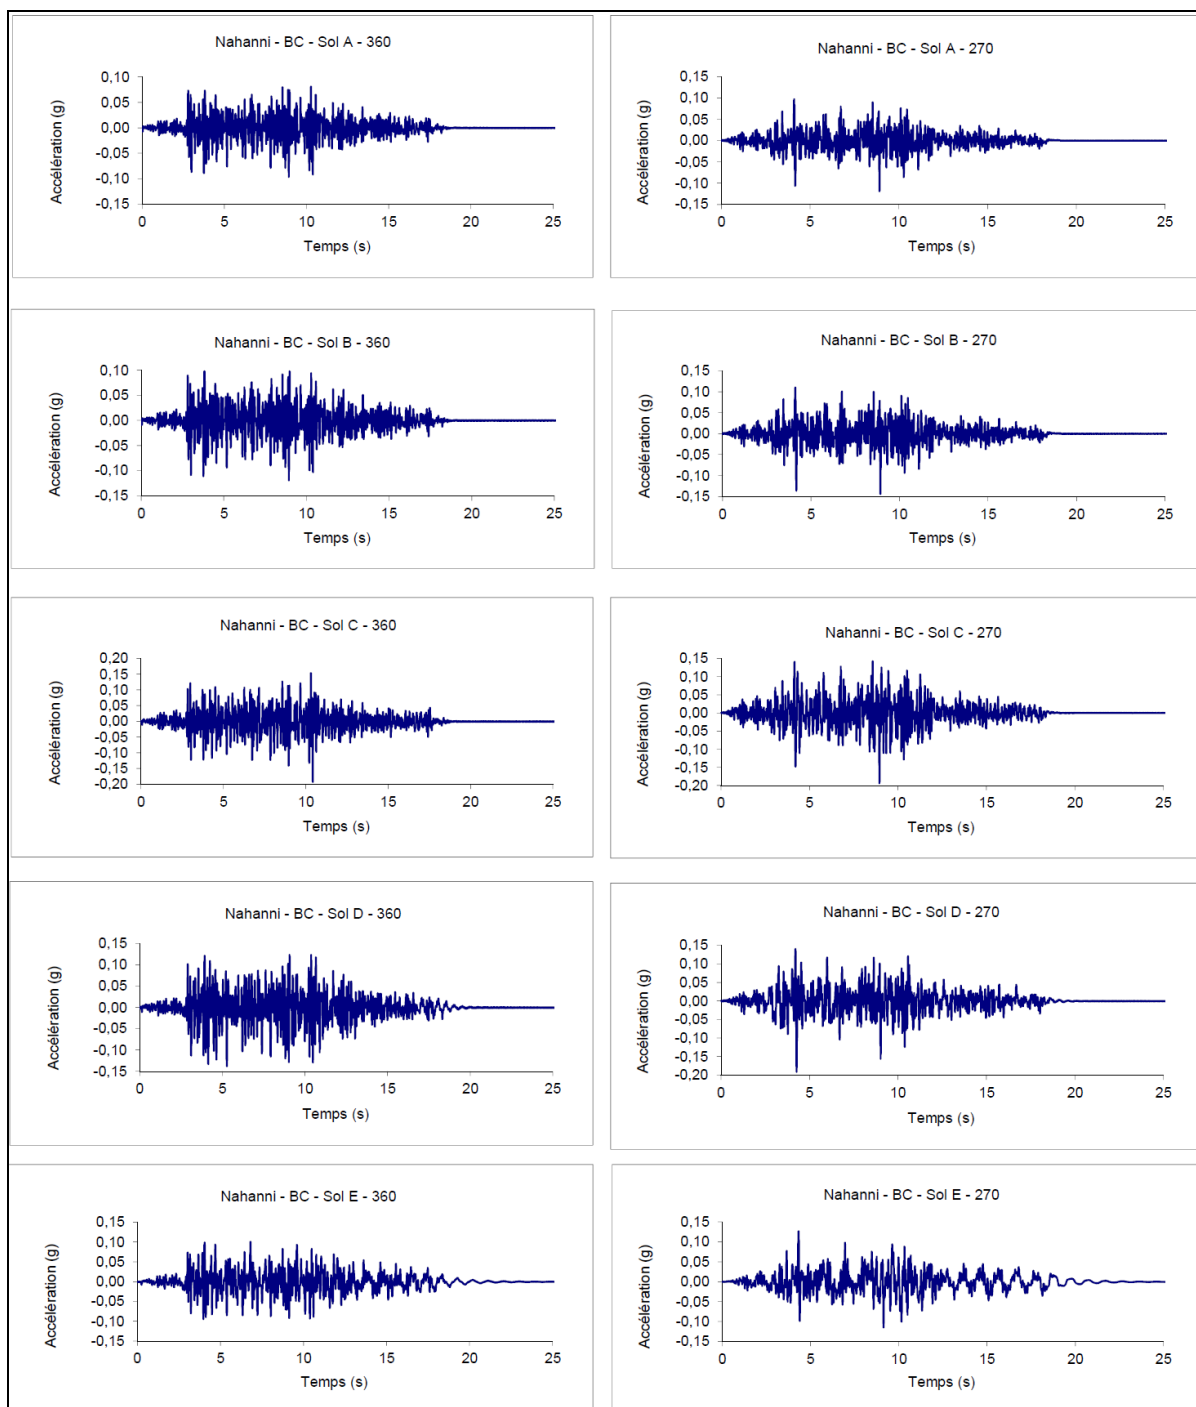 Nahanni - BC - Sol A - 360
Accélération (g)
0,10
0,05
0,00
-0,05
-0,10
-0,15
0 5 10 15 20 25
Temps (s)
Nahanni - BC - Sol A - 270
Accélération (g)
0,15
0,10
0,05
0,00
-0,05
-0,10
-0,15
0 5 10 15 20 25
Temps (s)
Nahanni - BC - Sol B - 360
Accélération (g)
0,10
0,05
0,00
-0,05
-0,10
-0,15
0 5 10 15 20 25
Temps (s)
Nahanni - BC - Sol B - 270
Accélération (g)
0,15
0,10
0,05
0,00
-0,05
-0,10
-0,15
0 5 10 15 20 25
Temps (s)
Nahanni - BC - Sol C - 360
Accélération (g)
0,20
0,15
0,10
0,05
0,00
-0,05
-0,10
-0,15
-0,20
0 5 10 15 20 25
Temps (s)
Nahanni - BC - Sol C - 270
Accélération (g)
0,15
0,10
0,05
0,00
-0,05
-0,10
-0,15
-0,20
0 5 10 15 20 25
Temps (s)
Nahanni - BC - Sol D - 360
Accélération (g)
0,15
0,10
0,05
0,00
-0,05
-0,10
-0,15
0 5 10 15 20 25
Temps (s)
Nahanni - BC - Sol D - 270
Accélération (g)
0,15
0,10
0,05
0,00
-0,05
-0,10
-0,15
-0,20
0 5 10 15 20 25
Temps (s)
Nahanni - BC - Sol E - 360
Accélération (g)
0,15
0,10
0,05
0,00
-0,05
-0,10
-0,15
0 5 10 15 20 25
Temps (s)
Nahanni - BC - Sol E - 270
Accélération (g)
0,15
0,10
0,05
0,00
-0,05
-0,10
-0,15
0 5 10 15 20 25
Temps (s)